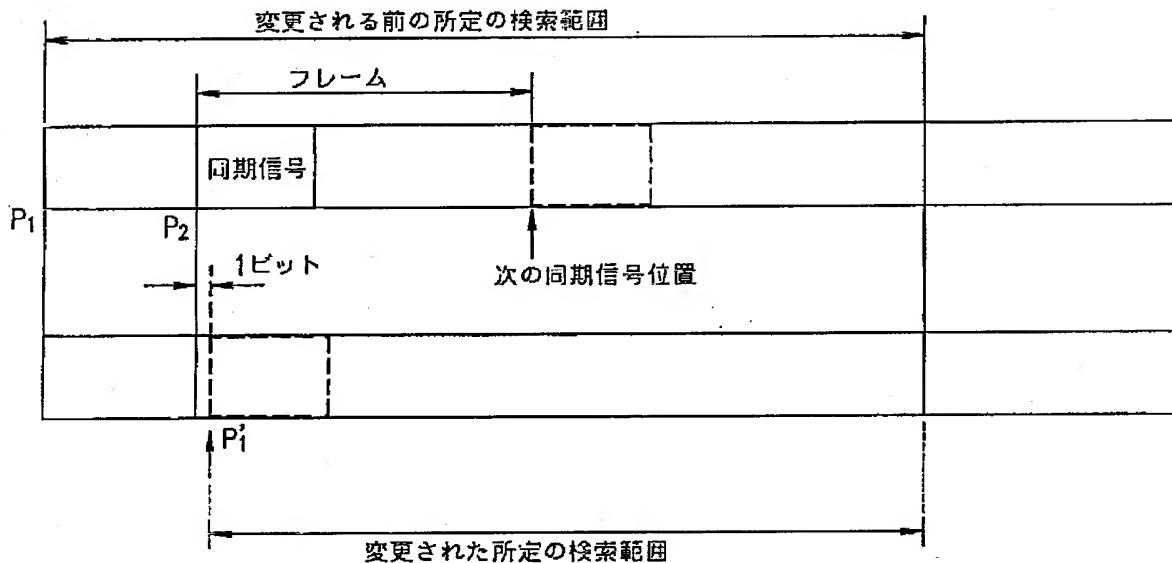 変更される前の所定の検索範囲
フレーム
同期信号
P₁
P₂
1ビット
次の同期信号位置
P₁'
変更された所定の検索範囲